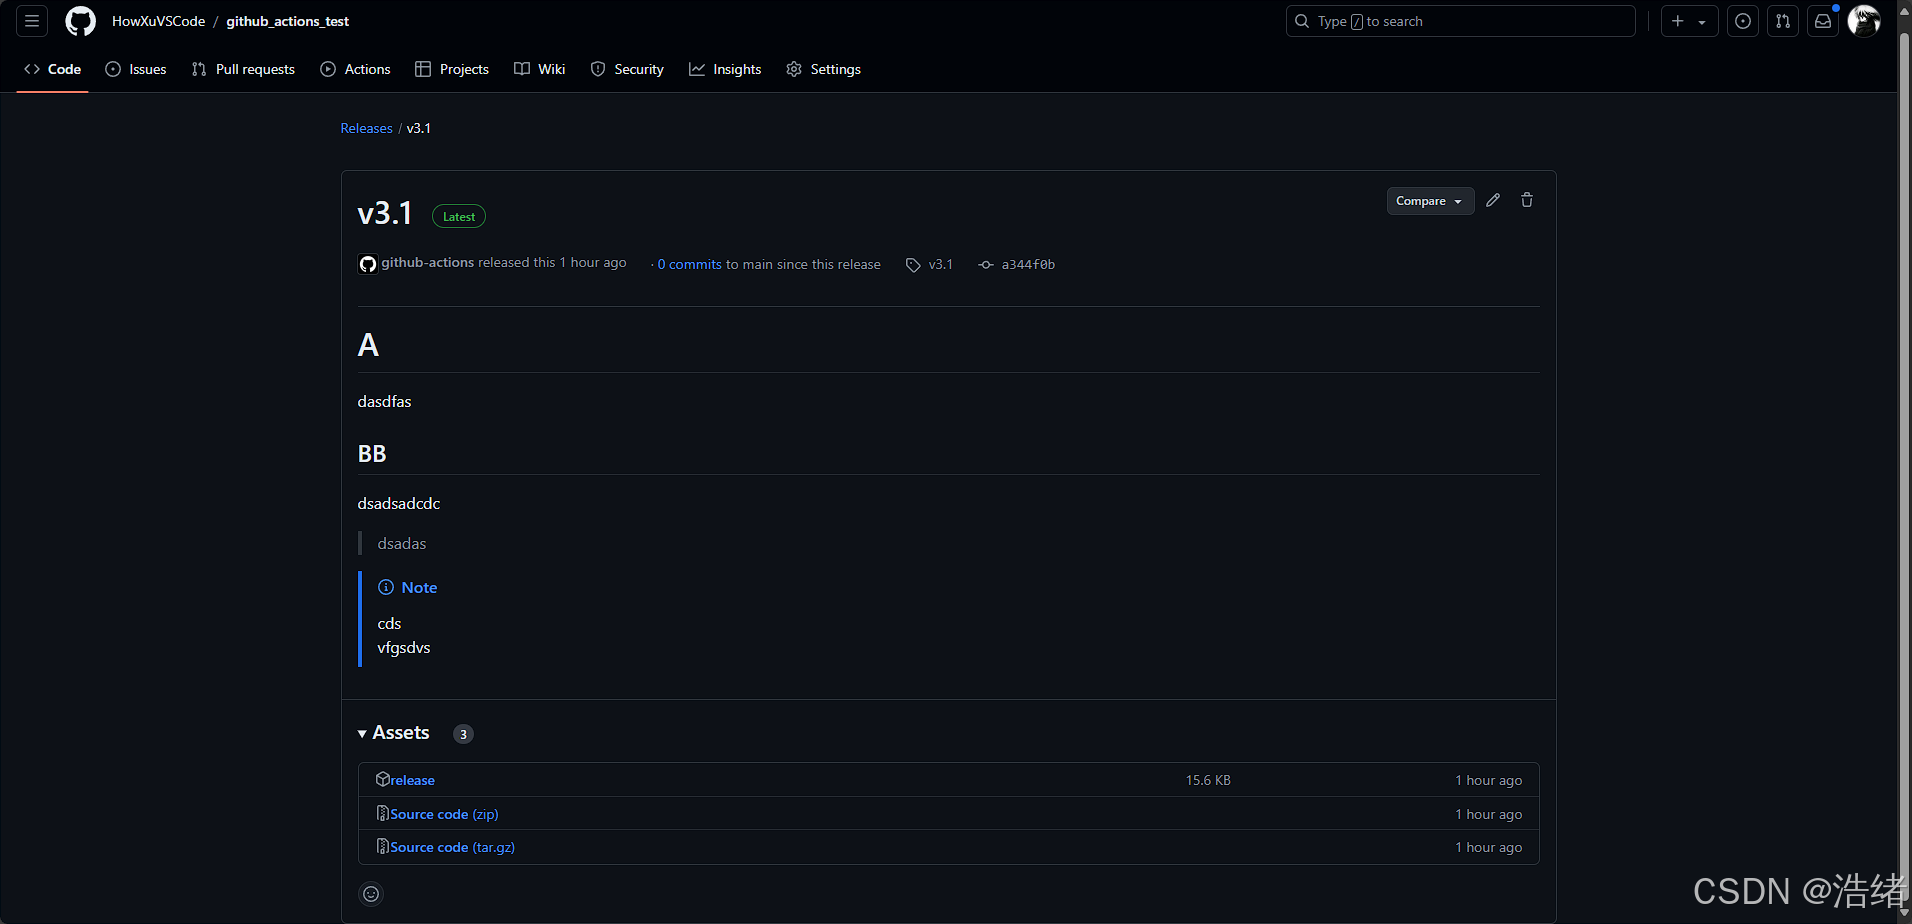 HowXuVSCode / github_actions_test
Type / to search
Code Issues Pull requests Actions Projects Wiki Security Insights Settings
Releases / v3.1
v3.1 Latest
Compare
github-actions released this 1 hour ago · 0 commits to main since this release v3.1 a344f0b
A
dasdfas
BB
dsadsadcdc
dsadas
Note
cds
vfgsdvs
Assets 3
release 15.6 KB 1 hour ago
Source code (zip) 1 hour ago
Source code (tar.gz) 1 hour ago
CSDN @浩绪